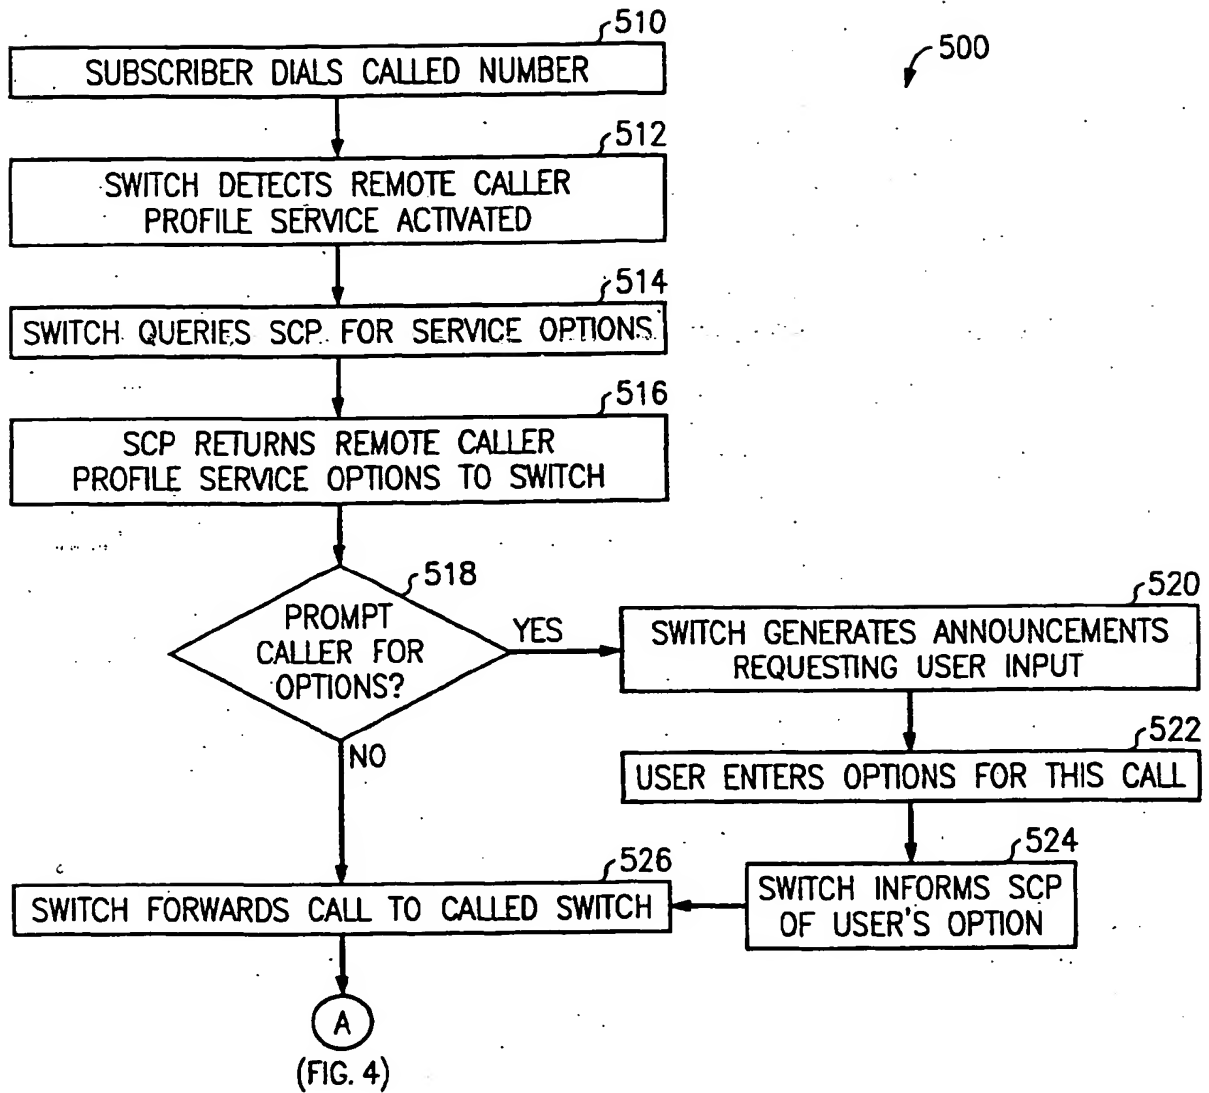 510
500
SUBSCRIBER DIALS CALLED NUMBER
512
SWITCH DETECTS REMOTE CALLER
PROFILE SERVICE ACTIVATED
514
SWITCH QUERIES SCP FOR SERVICE OPTIONS
516
SCP RETURNS REMOTE CALLER
PROFILE SERVICE OPTIONS TO SWITCH
518
PROMPT
CALLER FOR
OPTIONS?
YES
NO
520
SWITCH GENERATES ANNOUNCEMENTS
REQUESTING USER INPUT
522
USER ENTERS OPTIONS FOR THIS CALL
524
SWITCH INFORMS SCP
OF USER'S OPTION
526
SWITCH FORWARDS CALL TO CALLED SWITCH
A
(FIG. 4)